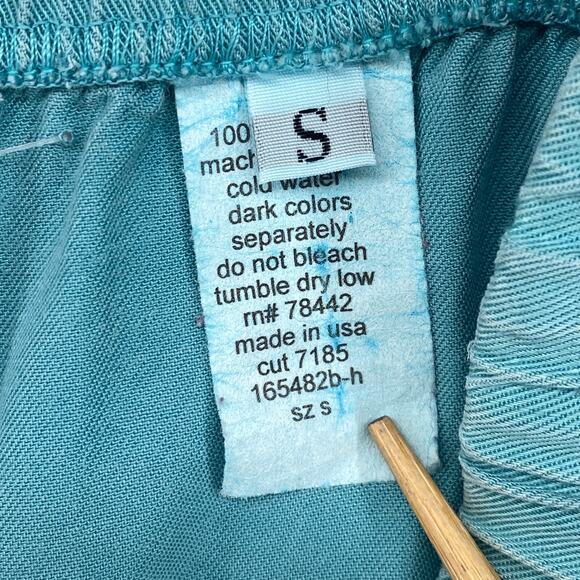 S
100
cold water
dark colors
separately
do not bleach
tumble dry low
rn# 78442
made in usa
cut 7185
165482b-h
sz s